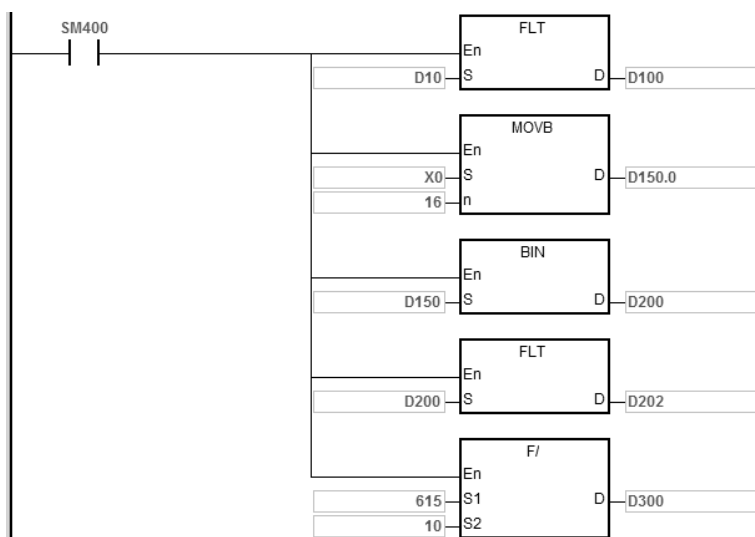 SM400
FLT
En
D10 S D D100
MOVB
En
X0 S D D150.0
16 n
BIN
En
D150 S D D200
FLT
En
D200 S D D202
F/
En
615 S1 D D300
10 S2